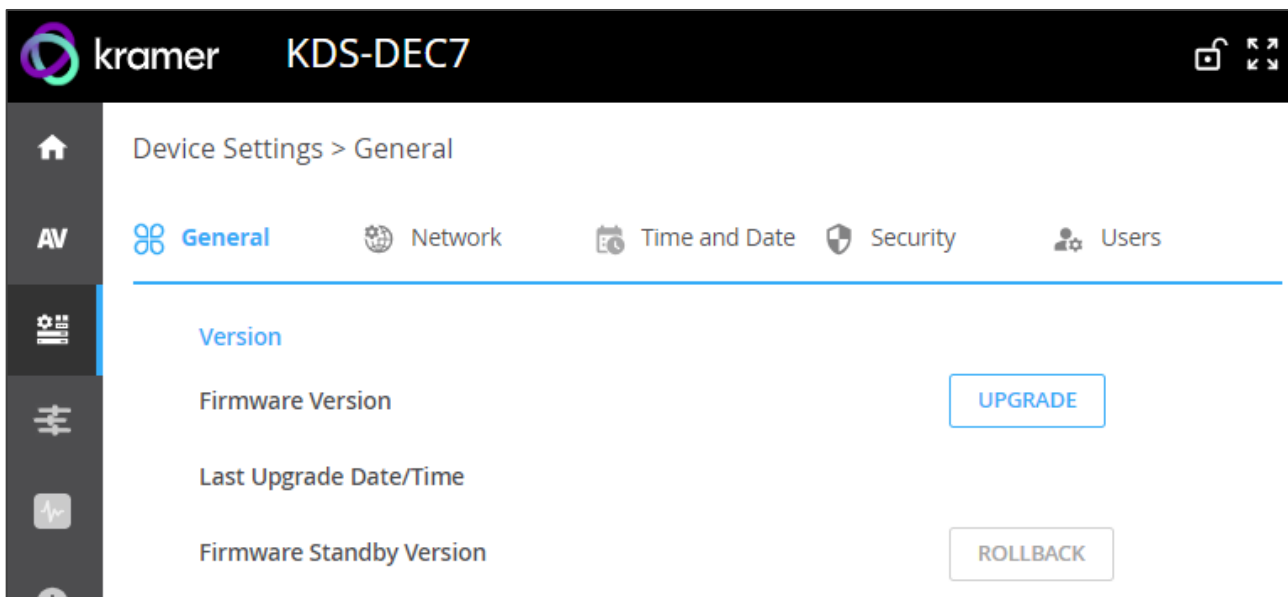 kramer KDS-DEC7
Device Settings > General
AV
General Network Time and Date Security Users
Version
Firmware Version UPGRADE
Last Upgrade Date/Time
Firmware Standby Version ROLLBACK